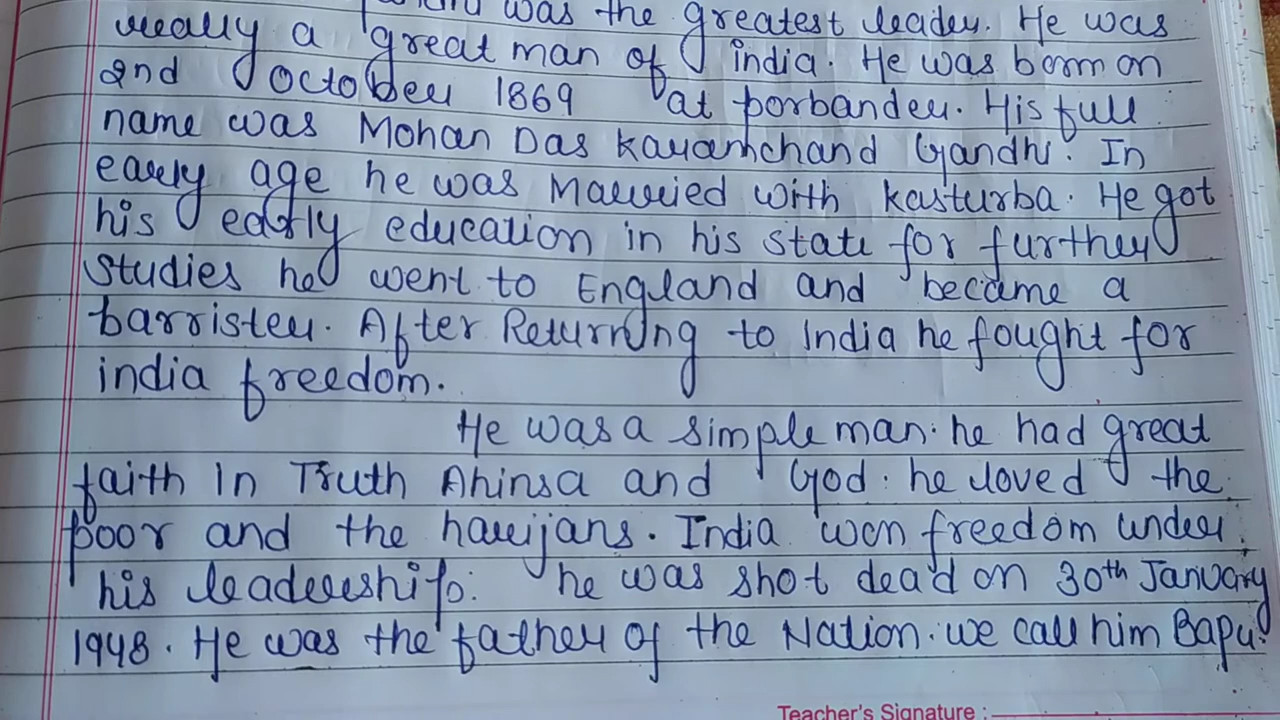 was the greatest leader. He was
really a great man of india. He was born on
2nd October 1869 at porbander. His full
name was Mohan Das Karamchand Gandhi. In
early age he was Married with kasturba. He got
his early education in his state for further
studies he went to England and became a
barrister. After Returning to India he fought for
india freedom.
He was a simple man. he had great
faith In Truth Ahinsa and God. he loved the
poor and the harijans. India won freedom under
his leadership. he was shot dead on 30th January
1948. He was the father of the Nation. we call him Bapu.
Teacher's Signature :